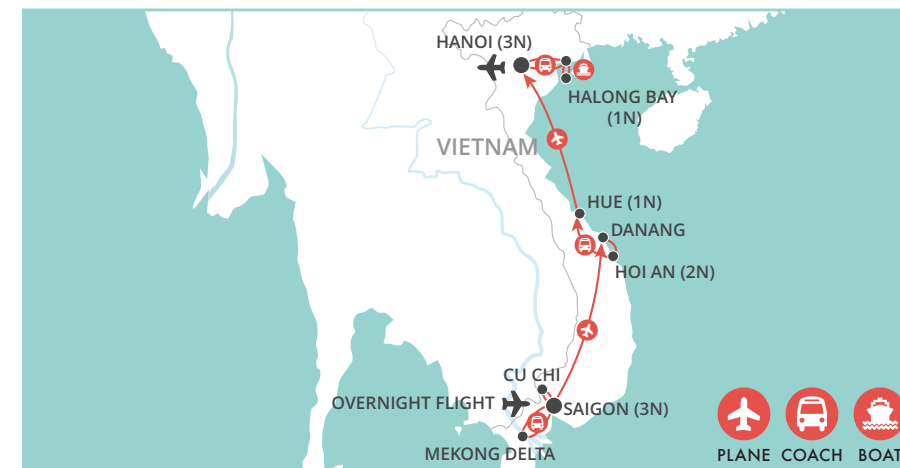 HANOI (3N)
HALONG BAY
(1N)
VIETNAM
HUE (1N)
DANANG
HOI AN (2N)
CU CHI
OVERNIGHT FLIGHT
SAIGON (3N)
MEKONG DELTA
PLANE COACH BOAT